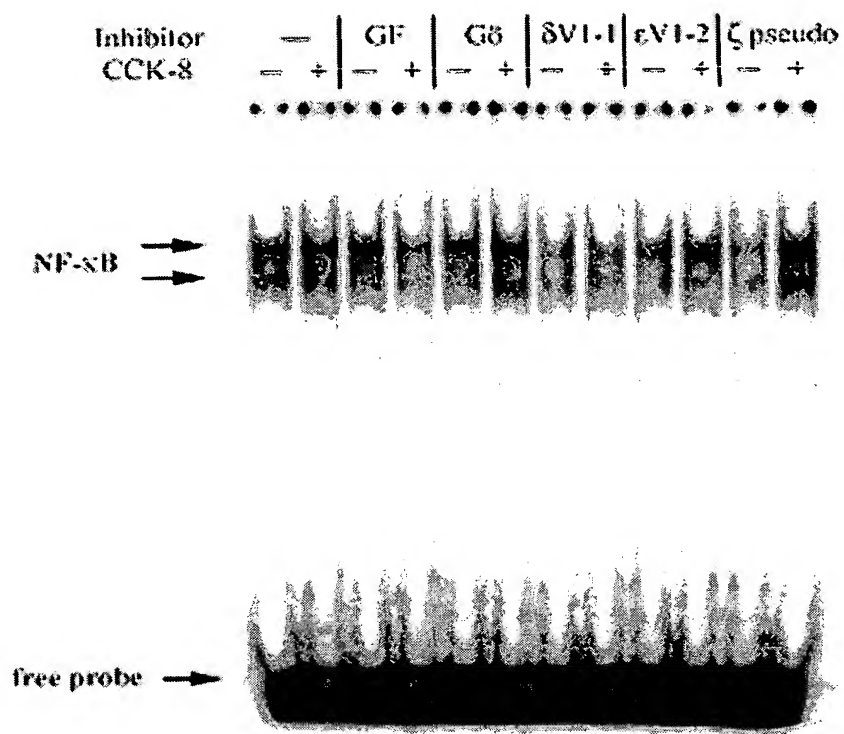 Inhibitor — GF Gö δV1-1 εV1-2 ζ pseudo
CCK-8 — + — + — + — + — + — +
NF-κB
free probe